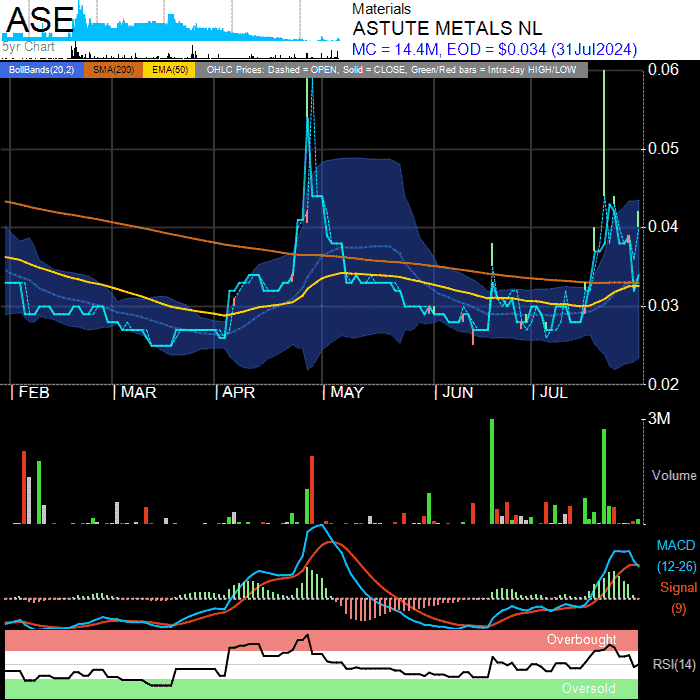 ASE
5yr Chart
Materials
ASTUTE METALS NL
MC = 14.4M, EOD = $0.034 (31Jul2024)
BollBands(20,2) SMA(200) EMA(50) OHLC Prices: Dashed = OPEN, Solid = CLOSE, Green/Red bars = Intra-day HIGH/LOW
0.06
0.05
0.04
0.03
0.02
FEB MAR APR MAY JUN JUL
3M
Volume
MACD
(12-26)
Signal
(9)
Overbought
RSI(14)
Oversold